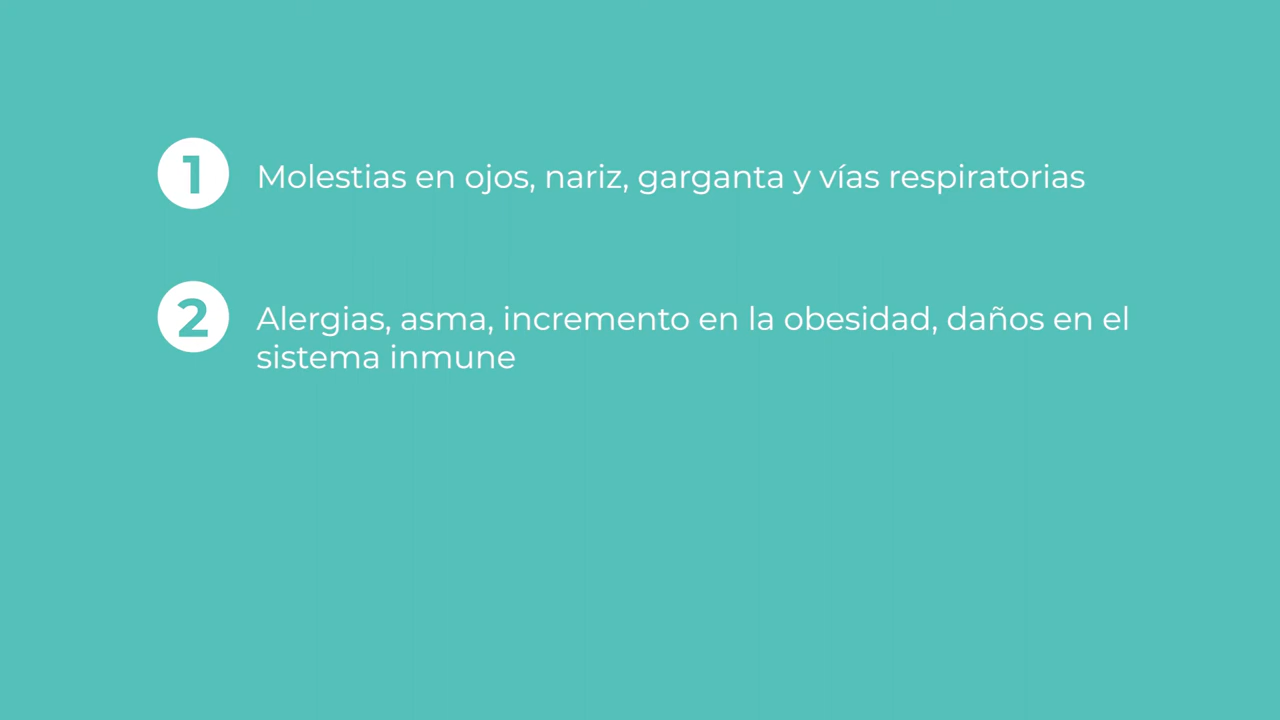 1 Molestias en ojos, nariz, garganta y vías respiratorias
2 Alergias, asma, incremento en la obesidad, daños en el
sistema inmune